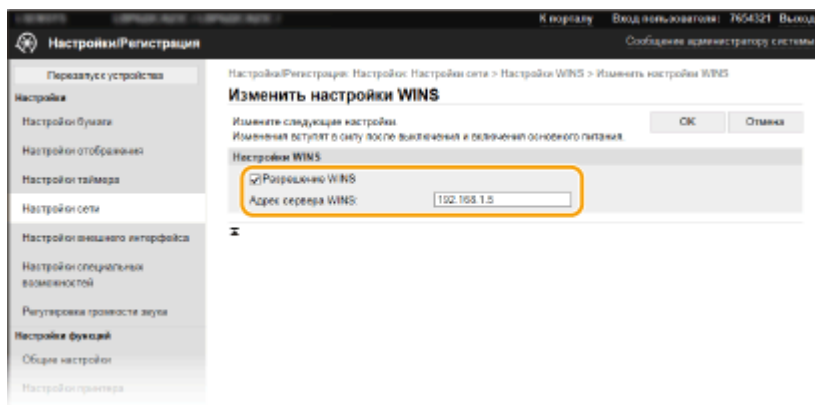 К порталу Вход пользователя: 7654321 Выход
Настройки/Регистрация
Сообщение администратору системы
Перезапуск устройства
Настройки
Настройки бумаги
Настройки отображения
Настройки таймера
Настройки сети
Настройки внешнего интерфейса
Настройки специальных
возможностей
Регулировка громкости звука
Настройки функций
Общие настройки
Настройки принтера
Настройки/Регистрация: Настройки: Настройки сети > Настройки WINS > Изменить настройки WINS
Изменить настройки WINS
Измените следующие настройки.
Изменения вступят в силу после выключения и включения основного питания.
OK Отмена
Настройки WINS
Разрешение WINS
Адрес сервера WINS: 192.168.1.5